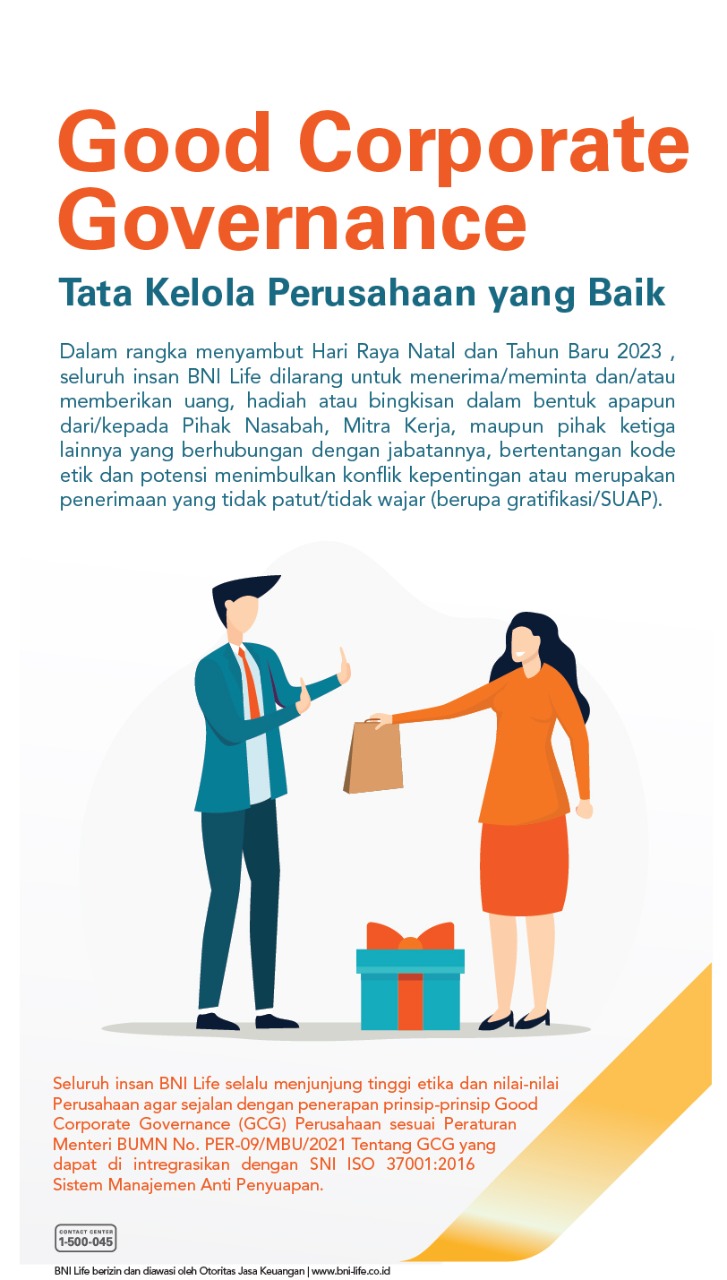 Good Corporate
Governance
Tata Kelola Perusahaan yang Baik
Dalam rangka menyambut Hari Raya Natal dan Tahun Baru 2023 ,
seluruh insan BNI Life dilarang untuk menerima/meminta dan/atau
memberikan uang, hadiah atau bingkisan dalam bentuk apapun
dari/kepada Pihak Nasabah, Mitra Kerja, maupun pihak ketiga
lainnya yang berhubungan dengan jabatannya, bertentangan kode
etik dan potensi menimbulkan konflik kepentingan atau merupakan
penerimaan yang tidak patut/tidak wajar (berupa gratifikasi/SUAP).
Seluruh insan BNI Life selalu menjunjung tinggi etika dan nilai-nilai
Perusahaan agar sejalan dengan penerapan prinsip-prinsip Good
Corporate Governance (GCG) Perusahaan sesuai Peraturan
Menteri BUMN No. PER-09/MBU/2021 Tentang GCG yang
dapat di intregrasikan dengan SNI ISO 37001:2016
Sistem Manajemen Anti Penyuapan.
CONTACT CENTER
1-500-045
BNI Life berizin dan diawasi oleh Otoritas Jasa Keuangan | www.bni-life.co.id